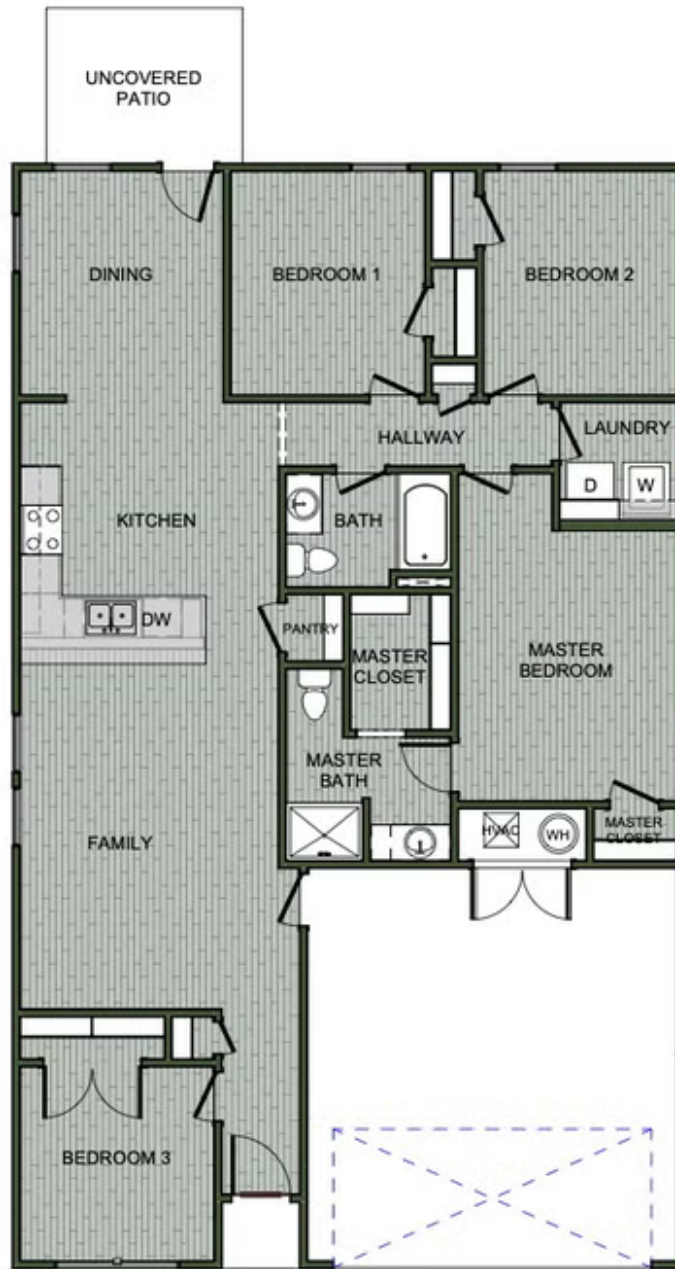 UNCOVERED
PATIO
DINING
BEDROOM 1
BEDROOM 2
HALLWAY
LAUNDRY
D
W
KITCHEN
BATH
DW
PANTRY
MASTER
CLOSET
MASTER
BEDROOM
MASTER
BATH
FAMILY
HVAC
WH
MASTER
CLOSET
BEDROOM 3